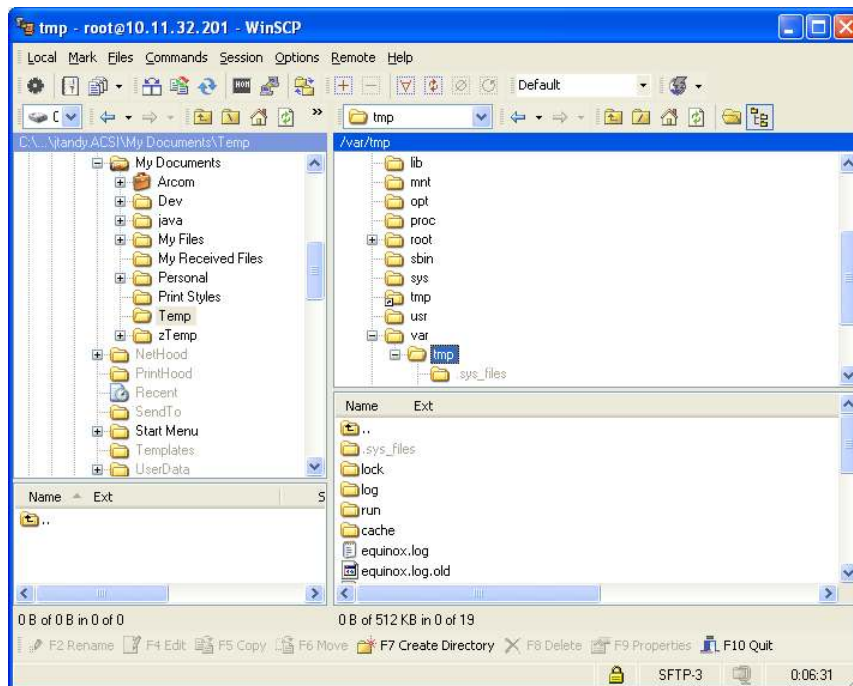 tmp - root@10.11.32.201 - WinSCP
Local Mark Files Commands Session Options Remote Help
Default
C tmp
C:\...\jtandy.ACSI\My Documents\Temp
My Documents
Arcom
Dev
java
My Files
My Received Files
Personal
Print Styles
Temp
zTemp
NetHood
PrintHood
Recent
SendTo
Start Menu
Templates
UserData
Name Ext S
..
0 B of 0 B in 0 of 0
/var/tmp
lib
mnt
opt
proc
root
sbin
sys
tmp
usr
var
tmp
.sys_files
Name Ext
..
.sys_files
lock
log
run
cache
equinox.log
equinox.log.old
0 B of 512 KB in 0 of 19
F2 Rename F4 Edit F5 Copy F6 Move F7 Create Directory F8 Delete F9 Properties F10 Quit
SFTP-3 0:06:31